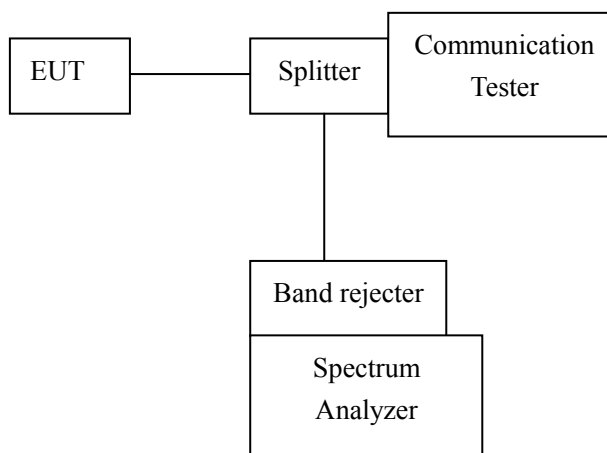 EUT
Splitter
Communication
Tester
Band rejecter
Spectrum
Analyzer